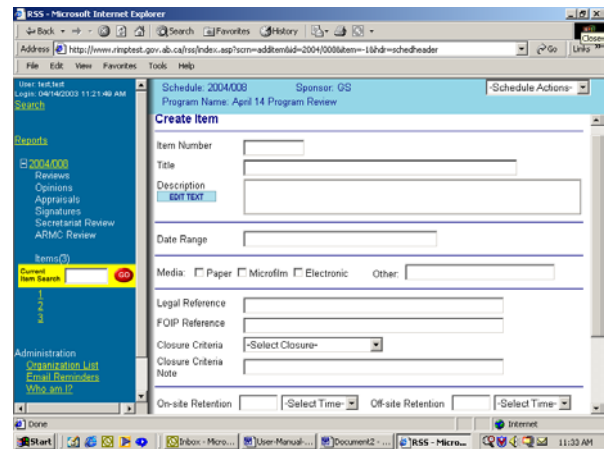 RSS - Microsoft Internet Explorer
Back Search Favorites History
Address http://www.rimptest.gov.ab.ca/rss/index.asp?scrn=additem&id=2004/008&item=-1&hdr=schedheader Go Links »
Close
File Edit View Favorites Tools Help
User: test,test
Login: 04/14/2003 11:21:49 AM
Search
Reports
2004/008
Reviews
Opinions
Appraisals
Signatures
Secretariat Review
ARMC Review
Items(3)
Current
Item Search GO
1
2
3
Administration
Organization List
Email Reminders
Who am I?
Schedule: 2004/008 Sponsor: GS -Schedule Actions-
Program Name: April 14 Program Review
Create Item
Item Number
Title
Description
EDIT TEXT
Date Range
Media: Paper Microfilm Electronic Other:
Legal Reference
FOIP Reference
Closure Criteria -Select Closure-
Closure Criteria
Note
On-site Retention -Select Time- Off-site Retention -Select Time-
Done Internet
Start Inbox - Micro... User-Manual-... Document2 - ... RSS - Micro... 11:33 AM